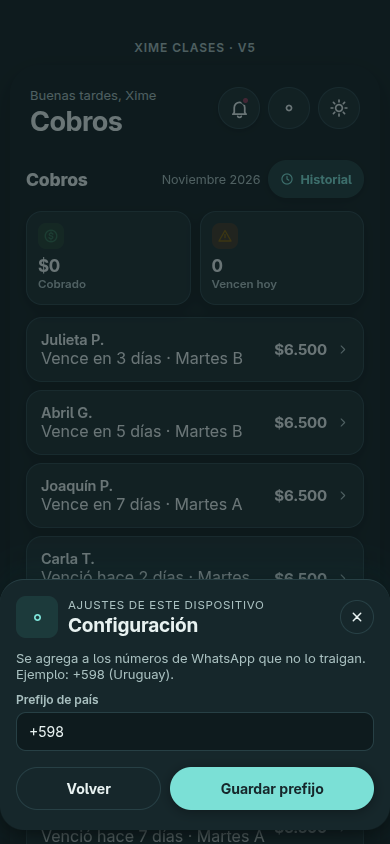 XIME CLASES · V5
Buenas tardes, Xime
Cobros
Cobros
Noviembre 2026
Historial
$0
Cobrado
0
Vencen hoy
Julieta P.
Vence en 3 días · Martes B
$6.500
Abril G.
Vence en 5 días · Martes B
$6.500
Joaquín P.
Vence en 7 días · Martes A
$6.500
Carla T.
Venció hace 2 días · Martes
$6.500
AJUSTES DE ESTE DISPOSITIVO
Configuración
Se agrega a los números de WhatsApp que no lo traigan.
Ejemplo: +598 (Uruguay).
Prefijo de país
+598
Volver
Guardar prefijo
Venció hace 7 días · Martes A